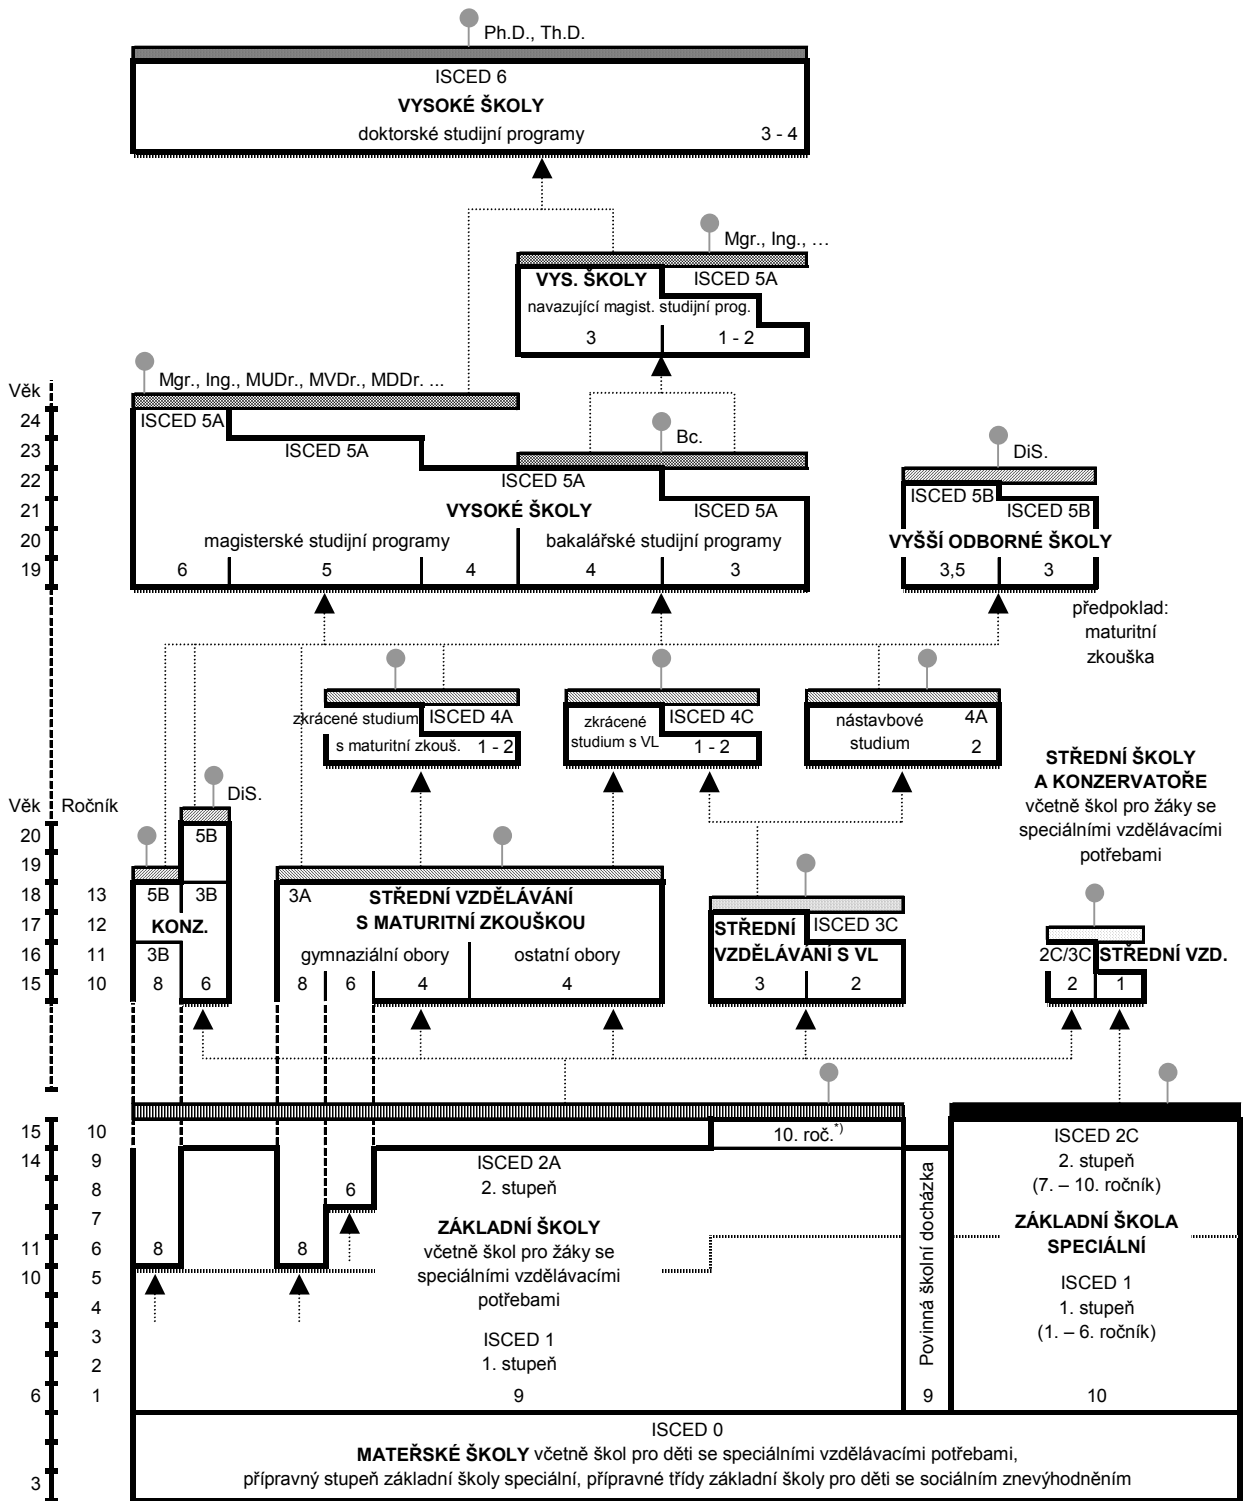 Ph.D., Th.D.
ISCED 6
VYSOKÉ ŠKOLY
doktorské studijní programy 3 - 4
Mgr., Ing., …
VYS. ŠKOLY ISCED 5A
navazující magist. studijní prog.
3 1 - 2
Mgr., Ing., MUDr., MVDr., MDDr. ...
Věk
24 ISCED 5A
Bc.
23 ISCED 5A
DiS.
22 ISCED 5A
ISCED 5B
21 VYSOKÉ ŠKOLY ISCED 5A ISCED 5B
20 magisterské studijní programy bakalářské studijní programy VYŠŠÍ ODBORNÉ ŠKOLY
19 6 5 4 4 3 3,5 3
předpoklad:
maturitní
zkouška
zkrácené studium ISCED 4A
s maturitní zkouš. 1 - 2
zkrácené ISCED 4C
studium s VL 1 - 2
nástavbové 4A
studium 2
STŘEDNÍ ŠKOLY
A KONZERVATOŘE
včetně škol pro žáky se
speciálními vzdělávacími
potřebami
DiS.
Věk Ročník
20 5B
19
18 13 5B 3B 3A STŘEDNÍ VZDĚLÁVÁNÍ
17 12 KONZ. S MATURITNÍ ZKOUŠKOU STŘEDNÍ ISCED 3C
16 11 3B gymnaziální obory ostatní obory VZDĚLÁVÁNÍ S VL 2C/3C STŘEDNÍ VZD.
15 10 8 6 8 6 4 4 3 2 2 1
15 10 10. roč.*) ISCED 2C
14 9 ISCED 2A 2. stupeň
8 6 2. stupeň (7. – 10. ročník)
7 ZÁKLADNÍ ŠKOLY ZÁKLADNÍ ŠKOLA
11 6 8 8 včetně škol pro žáky se SPECIÁLNÍ
10 5 speciálními vzdělávacími ISCED 1
potřebami
4 1. stupeň
3 ISCED 1 (1. – 6. ročník)
2 1. stupeň
Povinná školní docházka
6 1 9 9 10
ISCED 0
MATEŘSKÉ ŠKOLY včetně škol pro děti se speciálními vzdělávacími potřebami,
3 přípravný stupeň základní školy speciální, přípravné třídy základní školy pro děti se sociálním znevýhodněním